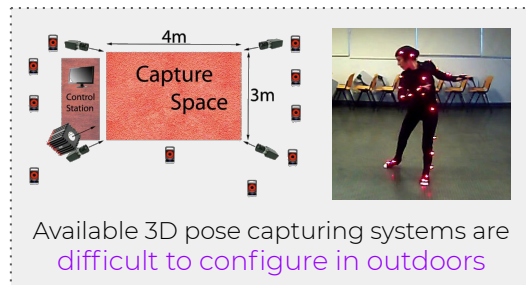 4m
Capture
Space
3m
Control
Station
Available 3D pose capturing systems are
difficult to configure in outdoors